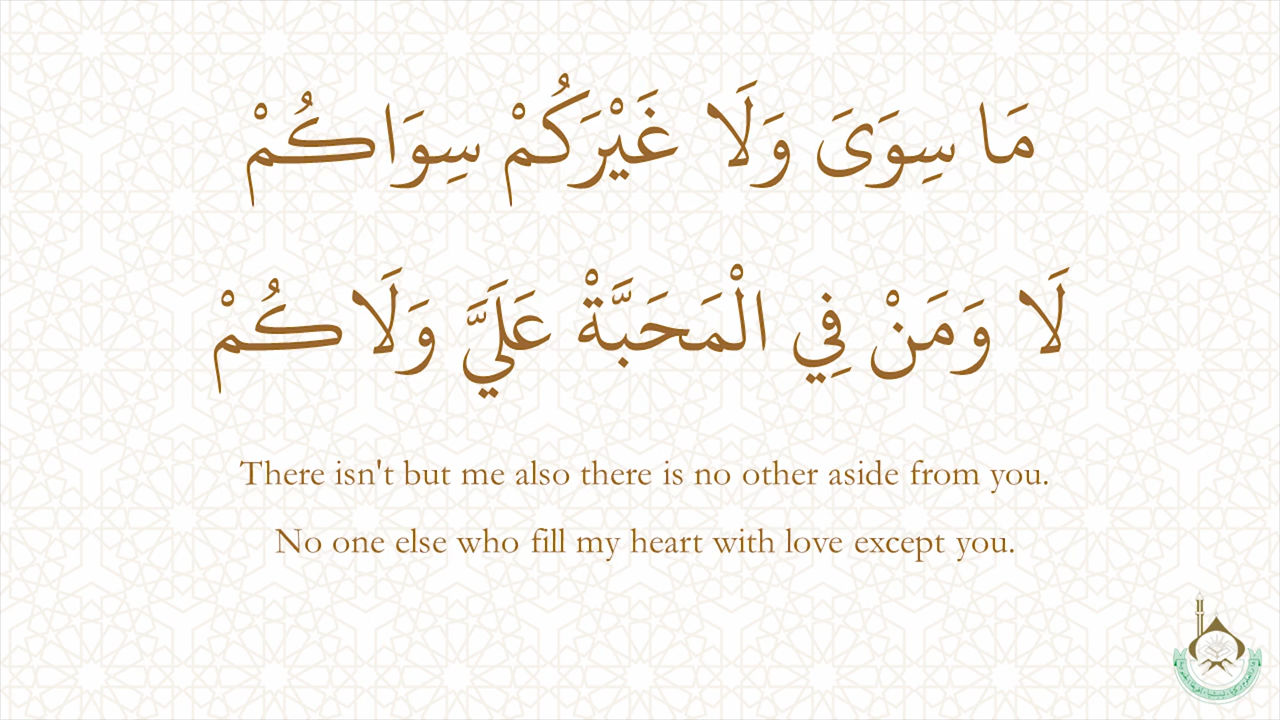 مَا سِوَىَ وَلَا غَيْرَكُمْ سِوَاكُمْ
لَا وَمَنْ فِي الْمَحَبَّةْ عَلَيَّ وَلَاكُمْ
There isn't but me also there is no other aside from you.
No one else who fill my heart with love except you.